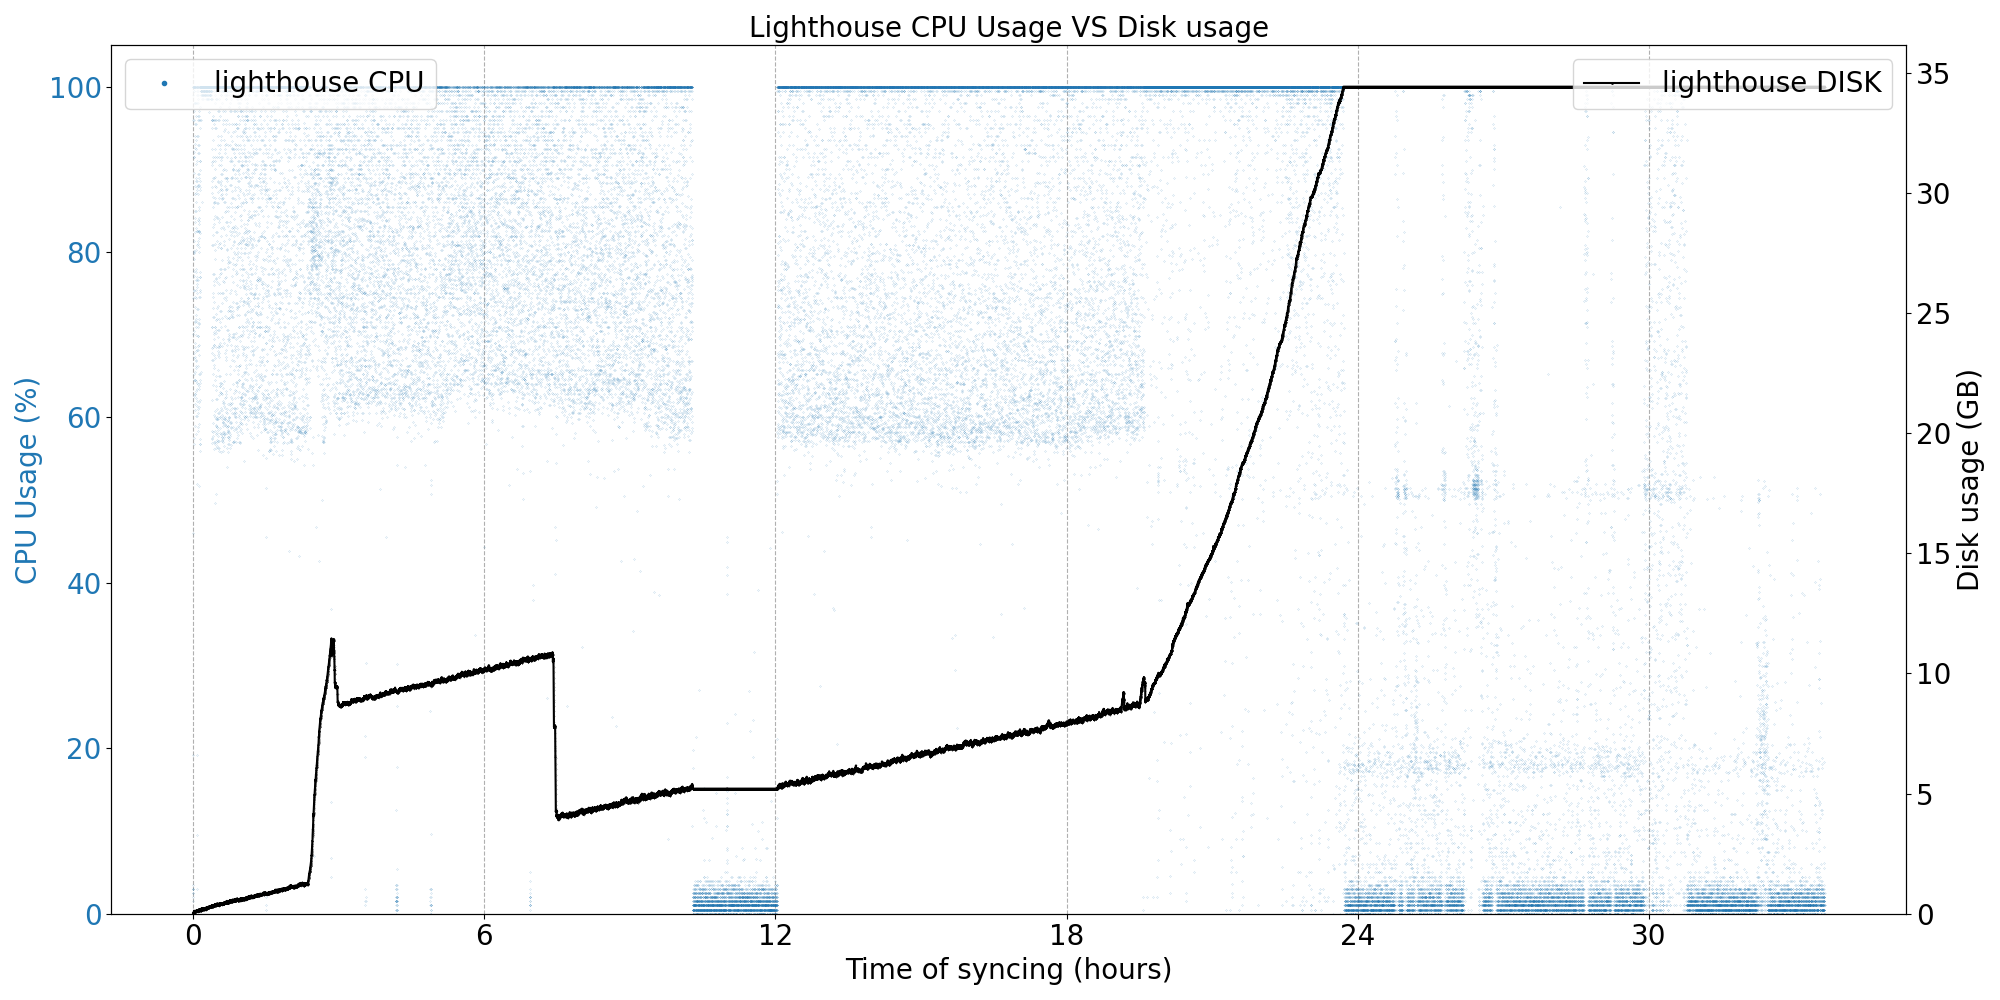 Lighthouse CPU Usage VS Disk usage
lighthouse CPU
lighthouse DISK
CPU Usage (%)
100
80
60
40
20
0
35
30
25
20
15
10
5
0
Disk usage (GB)
0 6 12 18 24 30
Time of syncing (hours)